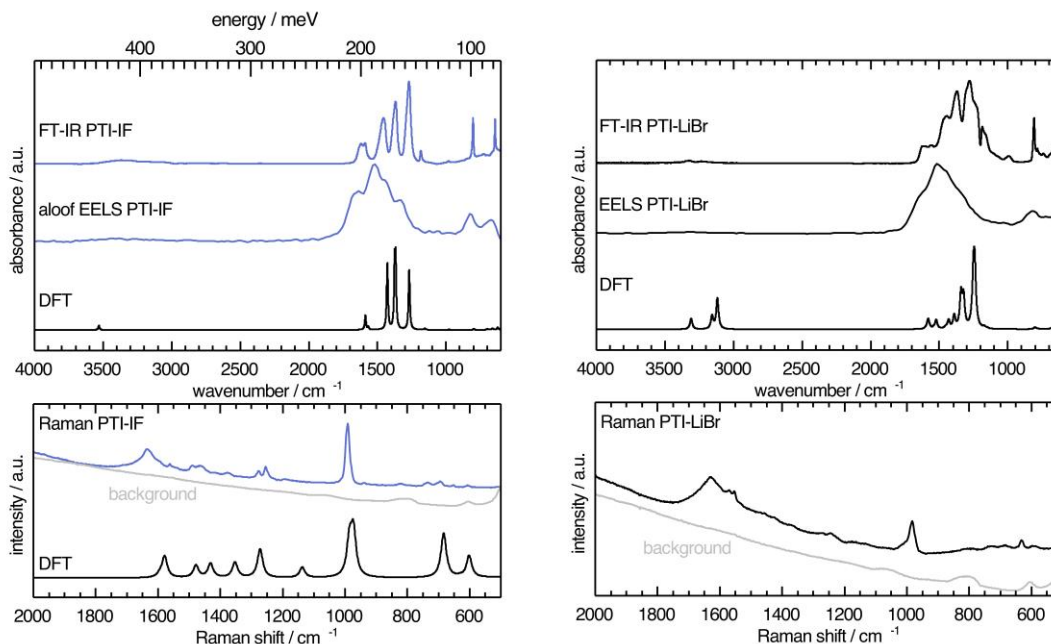 energy / meV
400 300 200 100
FT-IR PTI-IF
aloof EELS PTI-IF
DFT
absorbance / a.u.
4000 3500 3000 2500 2000 1500 1000
wavenumber / cm-1
FT-IR PTI-LiBr
EELS PTI-LiBr
DFT
absorbance / a.u.
4000 3500 3000 2500 2000 1500 1000
wavenumber / cm-1
Raman PTI-IF
background
DFT
intensity / a.u.
2000 1800 1600 1400 1200 1000 800 600
Raman shift / cm-1
Raman PTI-LiBr
background
intensity / a.u.
2000 1800 1600 1400 1200 1000 800 600
Raman shift / cm-1